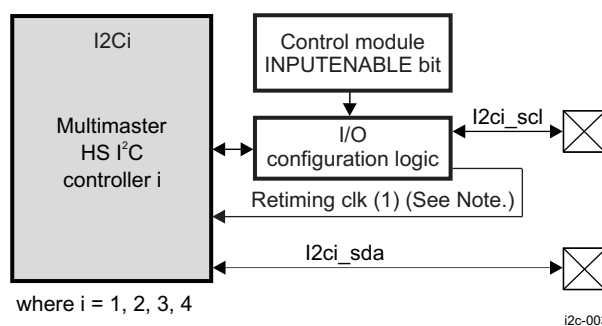 I2Ci
Multimaster
HS I²C
controller i
Control module
INPUTENABLE bit
I/O
configuration logic
I2ci_scl
Retiming clk (1) (See Note.)
I2ci_sda
where i = 1, 2, 3, 4